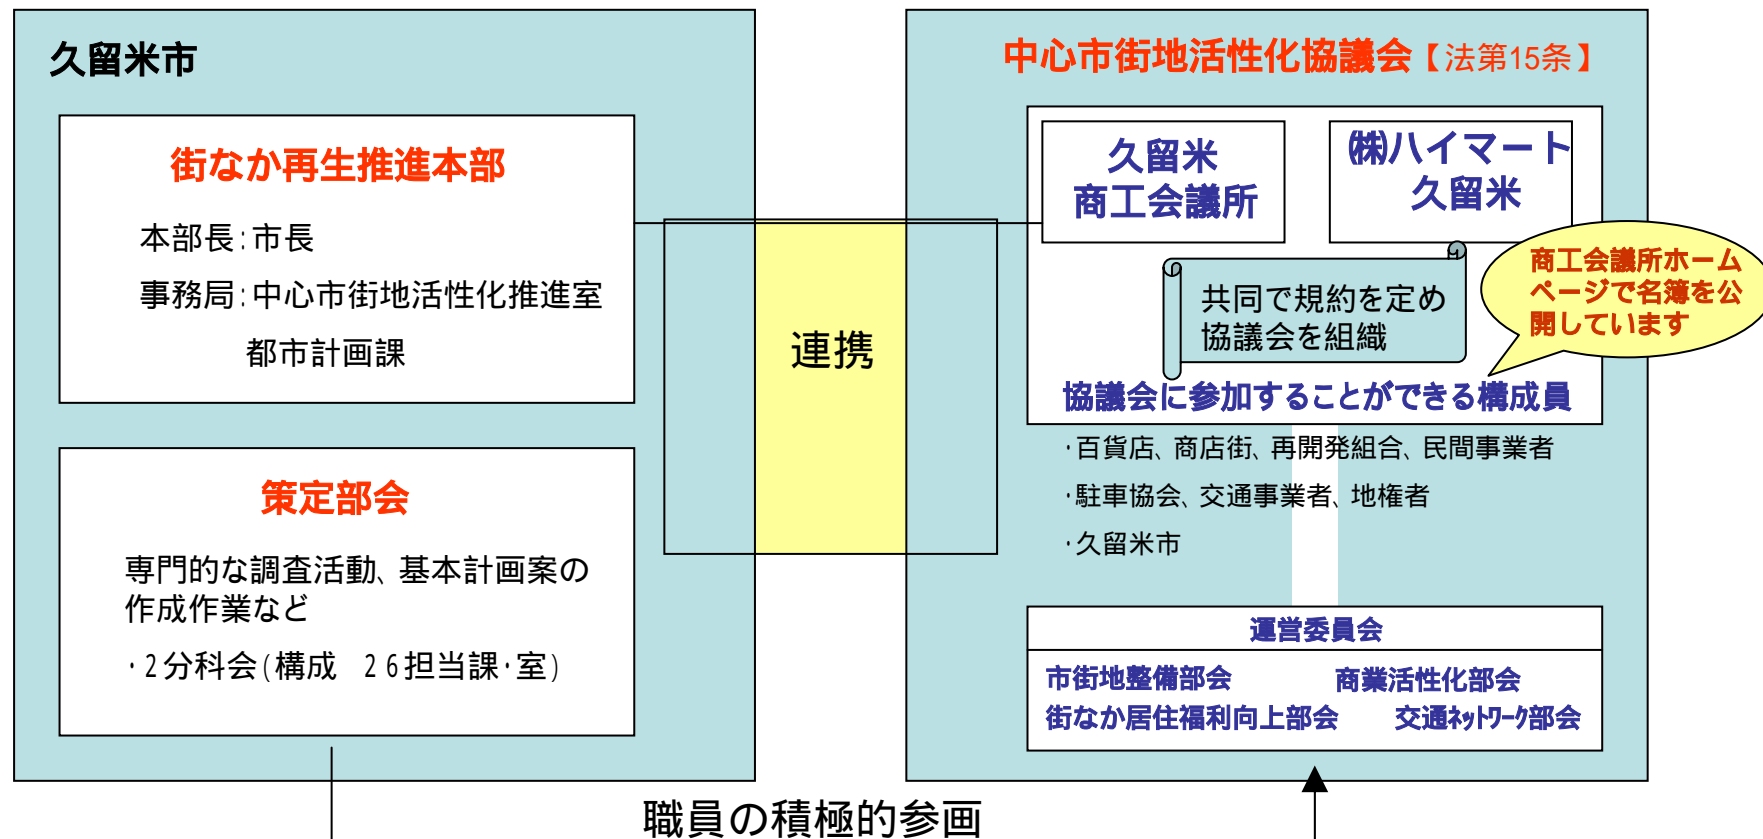 久留米市
街なか再生推進本部
本部長:市長
事務局:中心市街地活性化推進室
都市計画課
策定部会
専門的な調査活動、基本計画案の
作成作業など
・2分科会(構成 26担当課・室)
連携
中心市街地活性化協議会【法第15条】
久留米
商工会議所
㈱ハイマート
久留米
共同で規約を定め
協議会を組織
商工会議所ホーム
ページで名簿を公
開しています
協議会に参加することができる構成員
・百貨店、商店街、再開発組合、民間事業者
・駐車協会、交通事業者、地権者
・久留米市
運営委員会
市街地整備部会 商業活性化部会
街なか居住福利向上部会 交通ネットワーク部会
職員の積極的参画